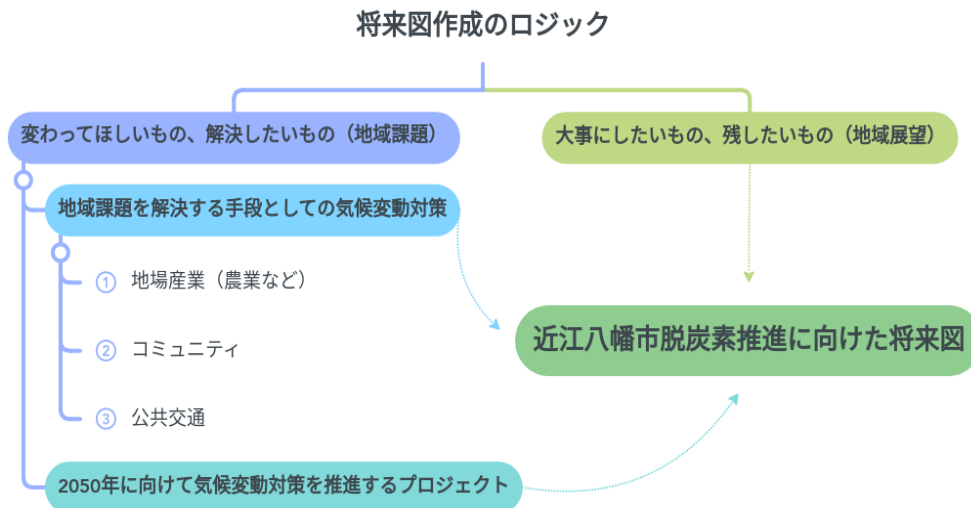 将来図作成のロジック
変わってほしいもの、解決したいもの（地域課題）
大事にしたいもの、残したいもの（地域展望）
地域課題を解決する手段としての気候変動対策
1 地場産業（農業など）
2 コミュニティ
3 公共交通
近江八幡市脱炭素推進に向けた将来図
2050年に向けて気候変動対策を推進するプロジェクト